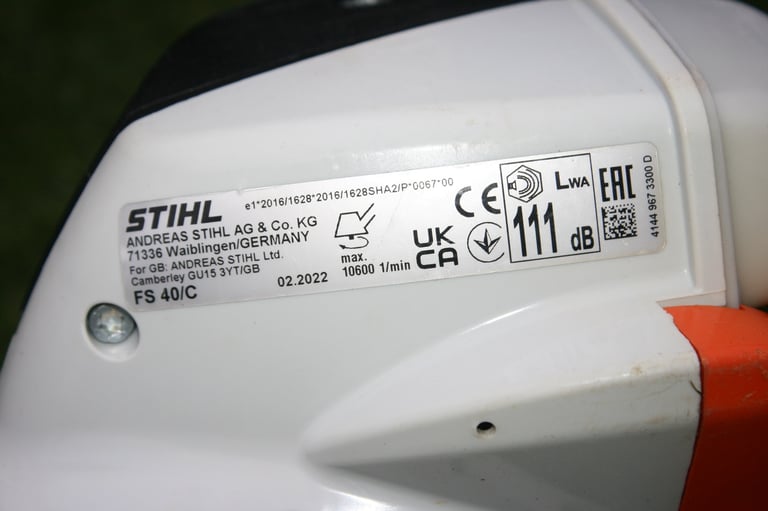 e1*2016/1628*2016/1628SHA2/P*0067*00
STIHL
ANDREAS STIHL AG & Co. KG
71336 Waiblingen/GERMANY
For GB: ANDREAS STIHL Ltd.
Camberley GU15 3YT/GB
FS 40/C
02.2022
max.
10600 1/min
CE
UK
CA
LWA
111 dB
EAC
4144 967 3300 D